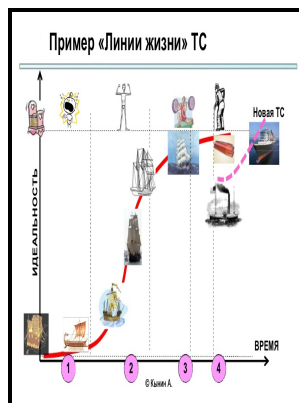 Пример «Линии жизни» ТС
Новая ТС
ИДЕАЛЬНОСТЬ
ВРЕМЯ
1
2
3
4
© Кынин А.